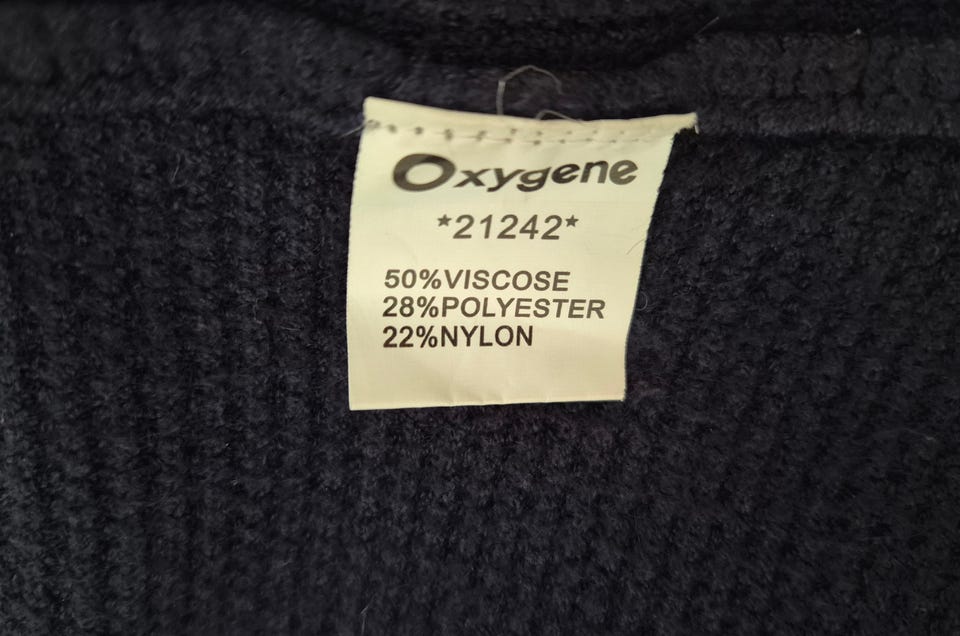 Oxygene
*21242*
50%VISCOSE
28%POLYESTER
22%NYLON